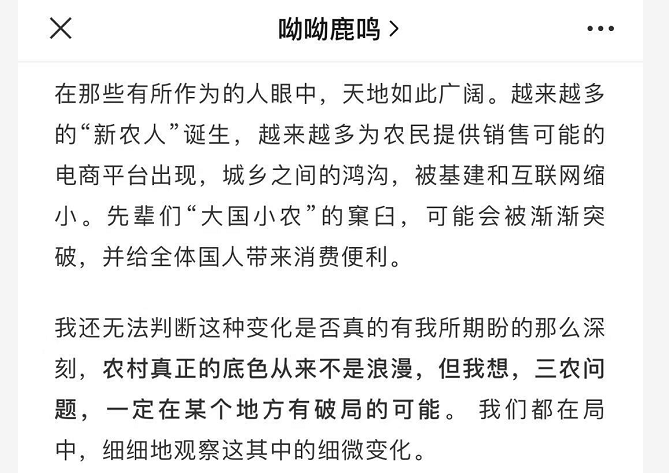 呦呦鹿鸣
在那些有所作为的人眼中，天地如此广阔。越来越多
的“新农人”诞生，越来越多为农民提供销售可能的
电商平台出现，城乡之间的鸿沟，被基建和互联网缩
小。先辈们“大国小农”的窠臼，可能会被渐渐突
破，并给全体国人带来消费便利。
我还无法判断这种变化是否真的有我所期盼的那么深
刻，农村真正的底色从来不是浪漫，但我想，三农问
题，一定在某个地方有破局的可能。 我们都在局
中，细细地观察这其中的细微变化。